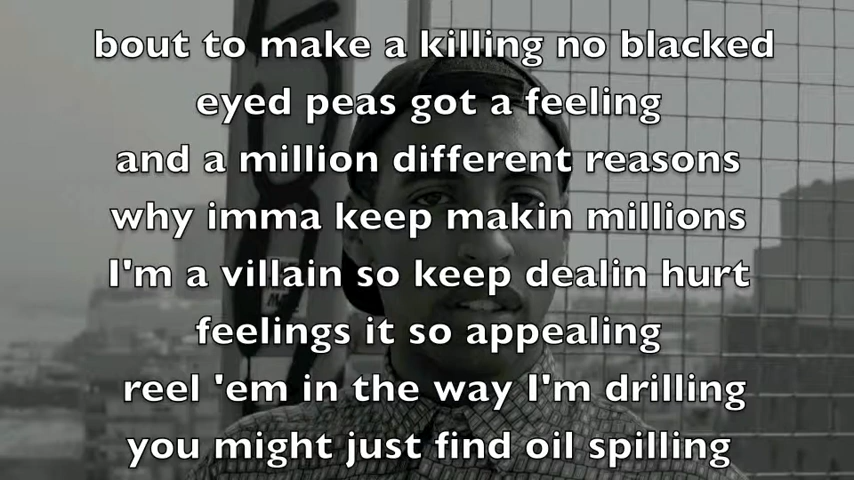 bout to make a killing no blacked
eyed peas got a feeling
and a million different reasons
why imma keep makin millions
I'm a villain so keep dealin hurt
feelings it so appealing
reel 'em in the way I'm drilling
you might just find oil spilling